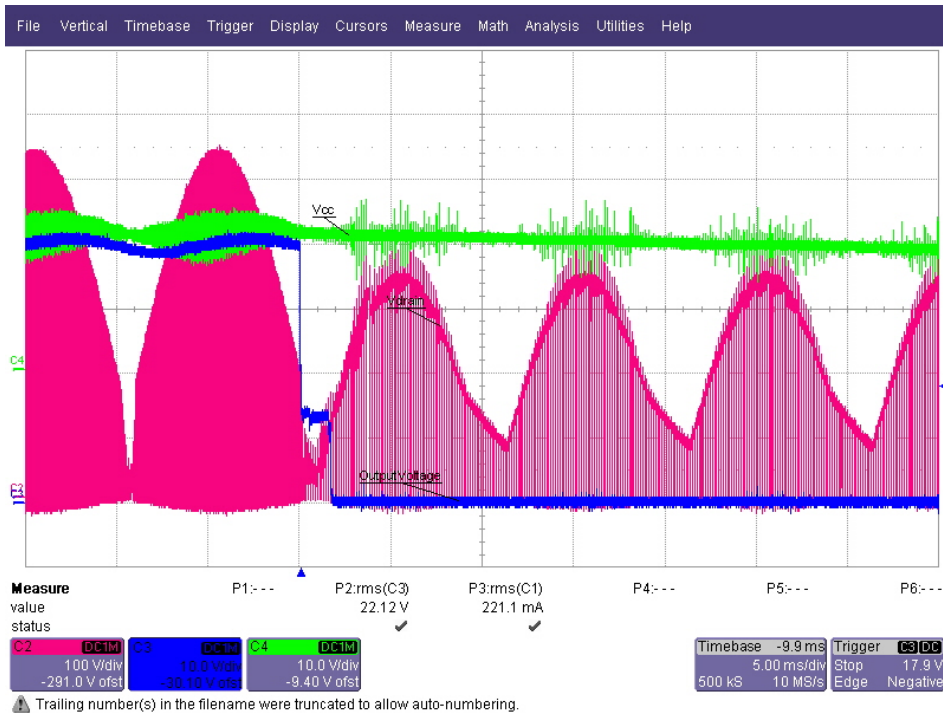 File Vertical Timebase Trigger Display Cursors Measure Math Analysis Utilities Help
Vcc
Vdrain
C4
Output Voltage
Measure P1:--- P2:rms(C3) P3:rms(C1) P4:--- P5:--- P6:---
value 22.12 V 221.1 mA
status
C2 DC1M C3 DC1M C4 DC1M Timebase -9.9 ms Trigger C3 DC
100 V/div 10.0 V/div 10.0 V/div 5.00 ms/div Stop 17.9 V
-291.0 V ofst -30.10 V ofst -9.40 V ofst 500 kS 10 MS/s Edge Negative
Trailing number(s) in the filename were truncated to allow auto-numbering.